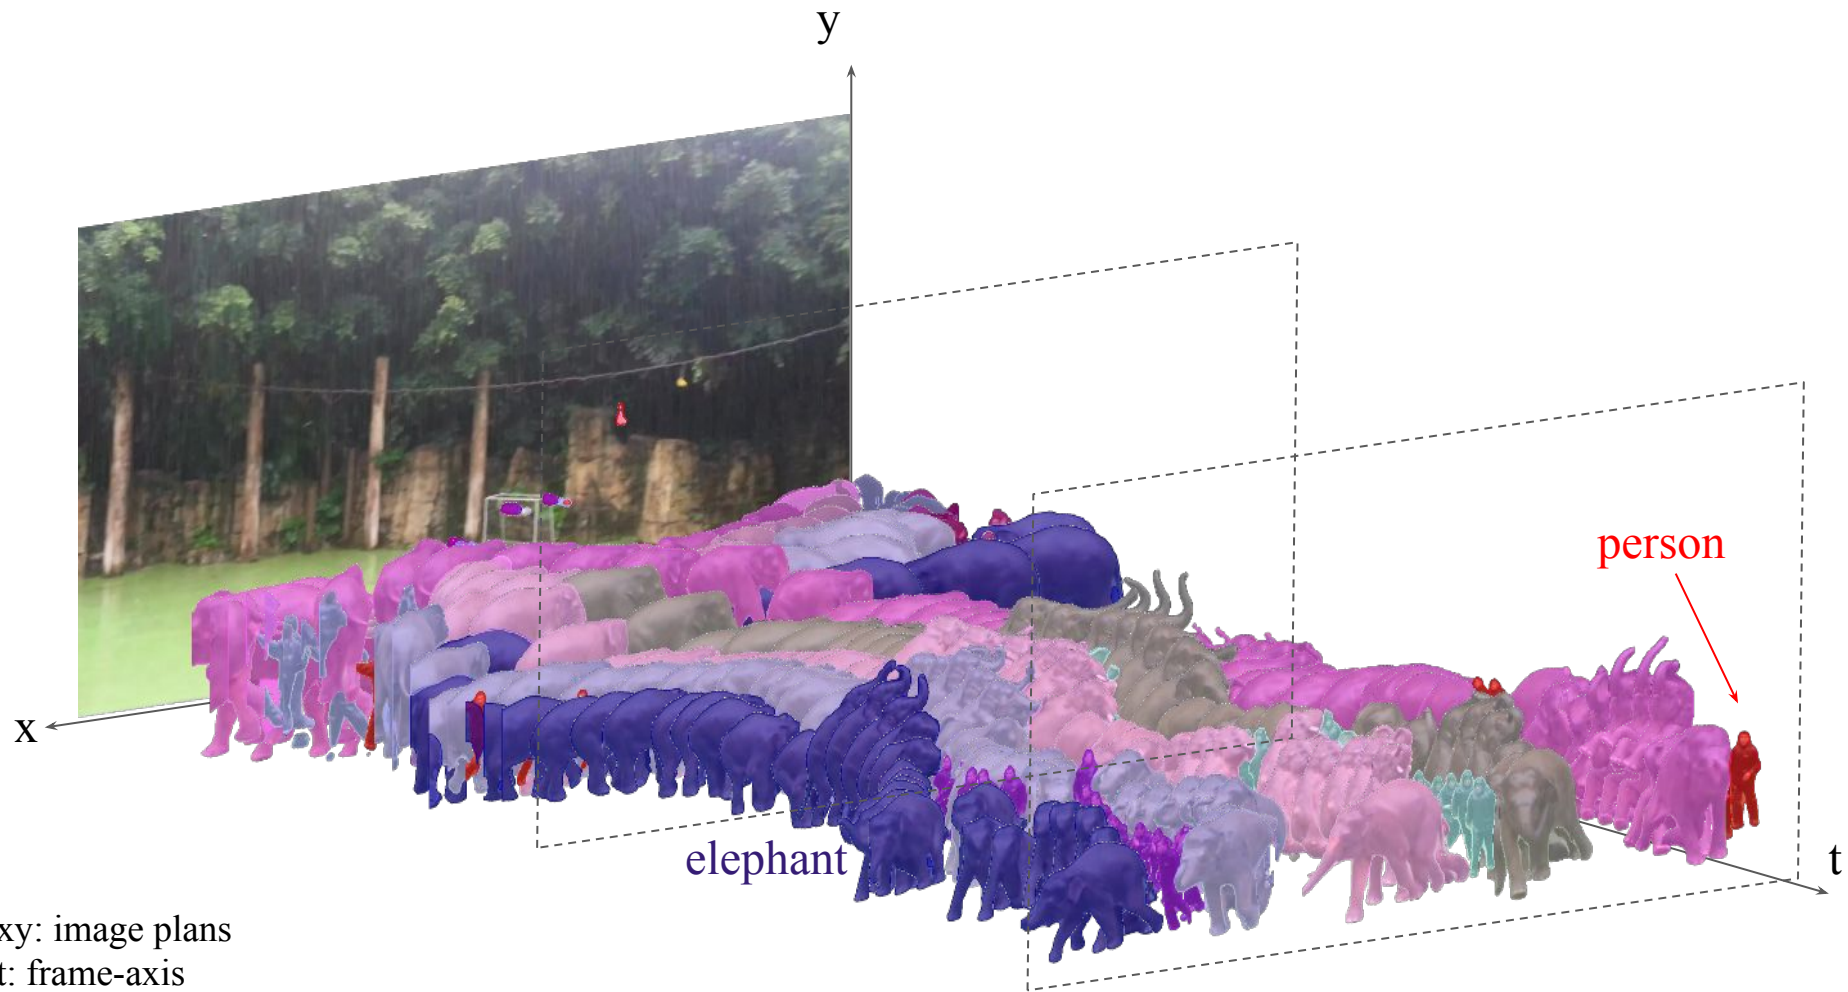 y
person
x
elephant
t
xy: image plans
t: frame-axis